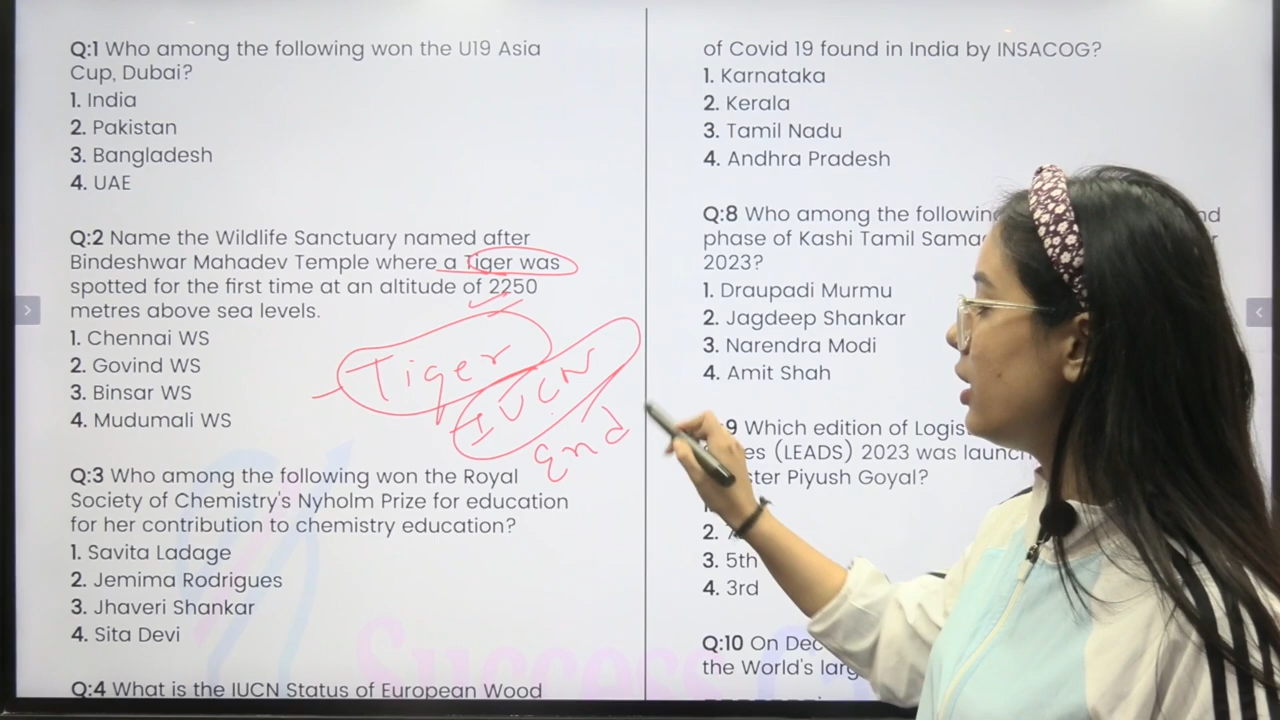 Q:1 Who among the following won the U19 Asia
Cup, Dubai?
1. India
2. Pakistan
3. Bangladesh
4. UAE
Q:2 Name the Wildlife Sanctuary named after
Bindeshwar Mahadev Temple where a Tiger was
spotted for the first time at an altitude of 2250
metres above sea levels.
1. Chennai WS
2. Govind WS
3. Binsar WS
4. Mudumali WS
Tiger
IUCN
End
Q:3 Who among the following won the Royal
Society of Chemistry's Nyholm Prize for education
for her contribution to chemistry education?
1. Savita Ladage
2. Jemima Rodrigues
3. Jhaveri Shankar
4. Sita Devi
Q:4 What is the IUCN Status of European Wood
of Covid 19 found in India by INSACOG?
1. Karnataka
2. Kerala
3. Tamil Nadu
4. Andhra Pradesh
Q:8 Who among the following
phase of Kashi Tamil
2023?
1. Draupadi Murmu
2. Jagdeep Shankar
3. Narendra Modi
4. Amit Shah
9 Which edition of
(LEADS) 2023 was
Piyush Goyal?
2.
3. 5th
4. 3rd
Q:10 On
the World's
Success